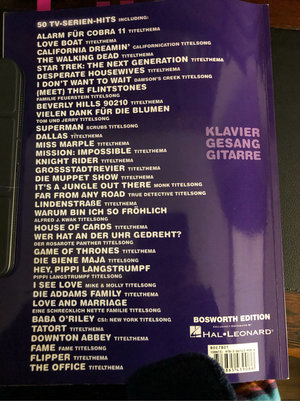 50 TV-SERIEN-HITS INCLUDING:
ALARM FÜR COBRA 11 TITELTHEMA
LOVE BOAT TITELTHEMA
CALIFORNIA DREAMIN' CALIFORNICATION TITELSONG
THE WALKING DEAD TITELTHEMA
STAR TREK: THE NEXT GENERATION TITELTHEMA
DESPERATE HOUSEWIVES TITELTHEMA
I DON'T WANT TO WAIT DAWSON'S CREEK TITELSONG
(MEET) THE FLINTSTONES
FAMILIE FEUERSTEIN TITELSONG
BEVERLY HILLS 90210 TITELTHEMA
VIELEN DANK FÜR DIE BLUMEN
TOM UND JERRY TITELSONG
SUPERMAN SCRUBS TITELSONG
DALLAS TITELTHEMA
MISS MARPLE TITELTHEMA
MISSION: IMPOSSIBLE TITELTHEMA
KNIGHT RIDER TITELTHEMA
GROSSSTADTREVIER TITELTHEMA
DIE MUPPET SHOW TITELTHEMA
IT'S A JUNGLE OUT THERE MONK TITELSONG
FAR FROM ANY ROAD TRUE DETECTIVE TITELSONG
LINDENSTRAßE TITELTHEMA
WARUM BIN ICH SO FRÖHLICH
ALFRED J. KWAK TITELSONG
HOUSE OF CARDS TITELTHEMA
WER HAT AN DER UHR GEDREHT?
DER ROSAROTE PANTHER TITELSONG
GAME OF THRONES TITELTHEMA
DIE BIENE MAJA TITELSONG
HEY, PIPPI LANGSTRUMPF
PIPPI LANGSTRUMPF TITELSONG
I SEE LOVE MIKE & MOLLY TITELSONG
DIE ADDAMS FAMILY TITELTHEMA
LOVE AND MARRIAGE
EINE SCHRECKLICH NETTE FAMILIE TITELSONG
BABA O'RILEY CSI: NEW YORK TITELSONG
TATORT TITELTHEMA
DOWNTON ABBEY TITELTHEMA
FAME TITELTHEMA
FLIPPER TITELTHEMA
THE OFFICE TITELTHEMA
KLAVIER
GESANG
GITARRE
BOSWORTH EDITION
HAL•LEONARD
BOE7821